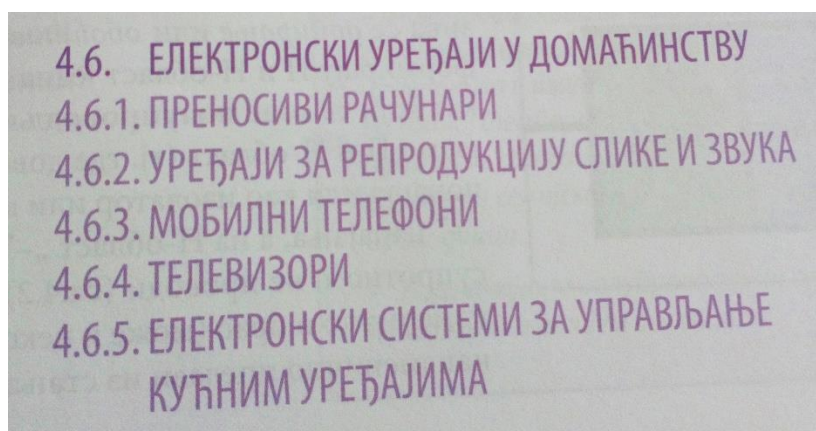 4.6. ЕЛЕКТРОНСКИ УРЕЂАЈИ У ДОМАЋИНСТВУ
4.6.1. ПРЕНОСИВИ РАЧУНАРИ
4.6.2. УРЕЂАЈИ ЗА РЕПРОДУКЦИЈУ СЛИКЕ И ЗВУКА
4.6.3. МОБИЛНИ ТЕЛЕФОНИ
4.6.4. ТЕЛЕВИЗОРИ
4.6.5. ЕЛЕКТРОНСКИ СИСТЕМИ ЗА УПРАВЉАЊЕ
КУЋНИМ УРЕЂАЈИМА